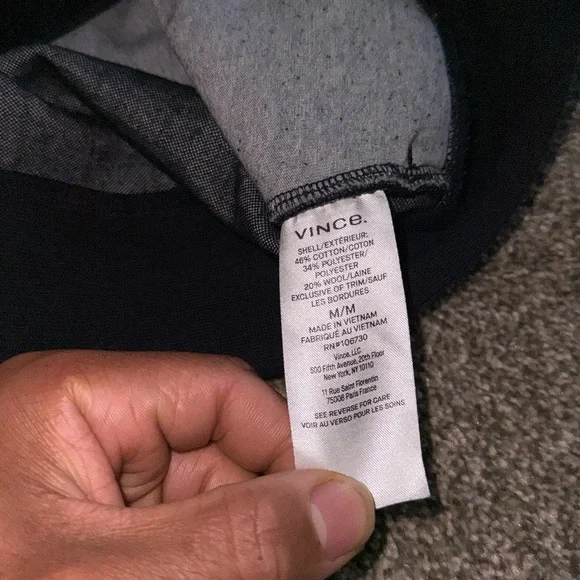 VINCE.
SHELL/EXTÉRIEUR:
46% COTTON/COTON
34% POLYESTER/
POLYESTER
20% WOOL/LAINE
EXCLUSIVE OF TRIM/SAUF
LES BORDURES
M/M
MADE IN VIETNAM
FABRIQUÉ AU VIETNAM
RN#106730
Vince, LLC
500 Fifth Avenue, 20th Floor
New York, NY 10110
11 Rue Saint Florentin
75008 Paris France
SEE REVERSE FOR CARE
VOIR AU VERSO POUR LES SOINS